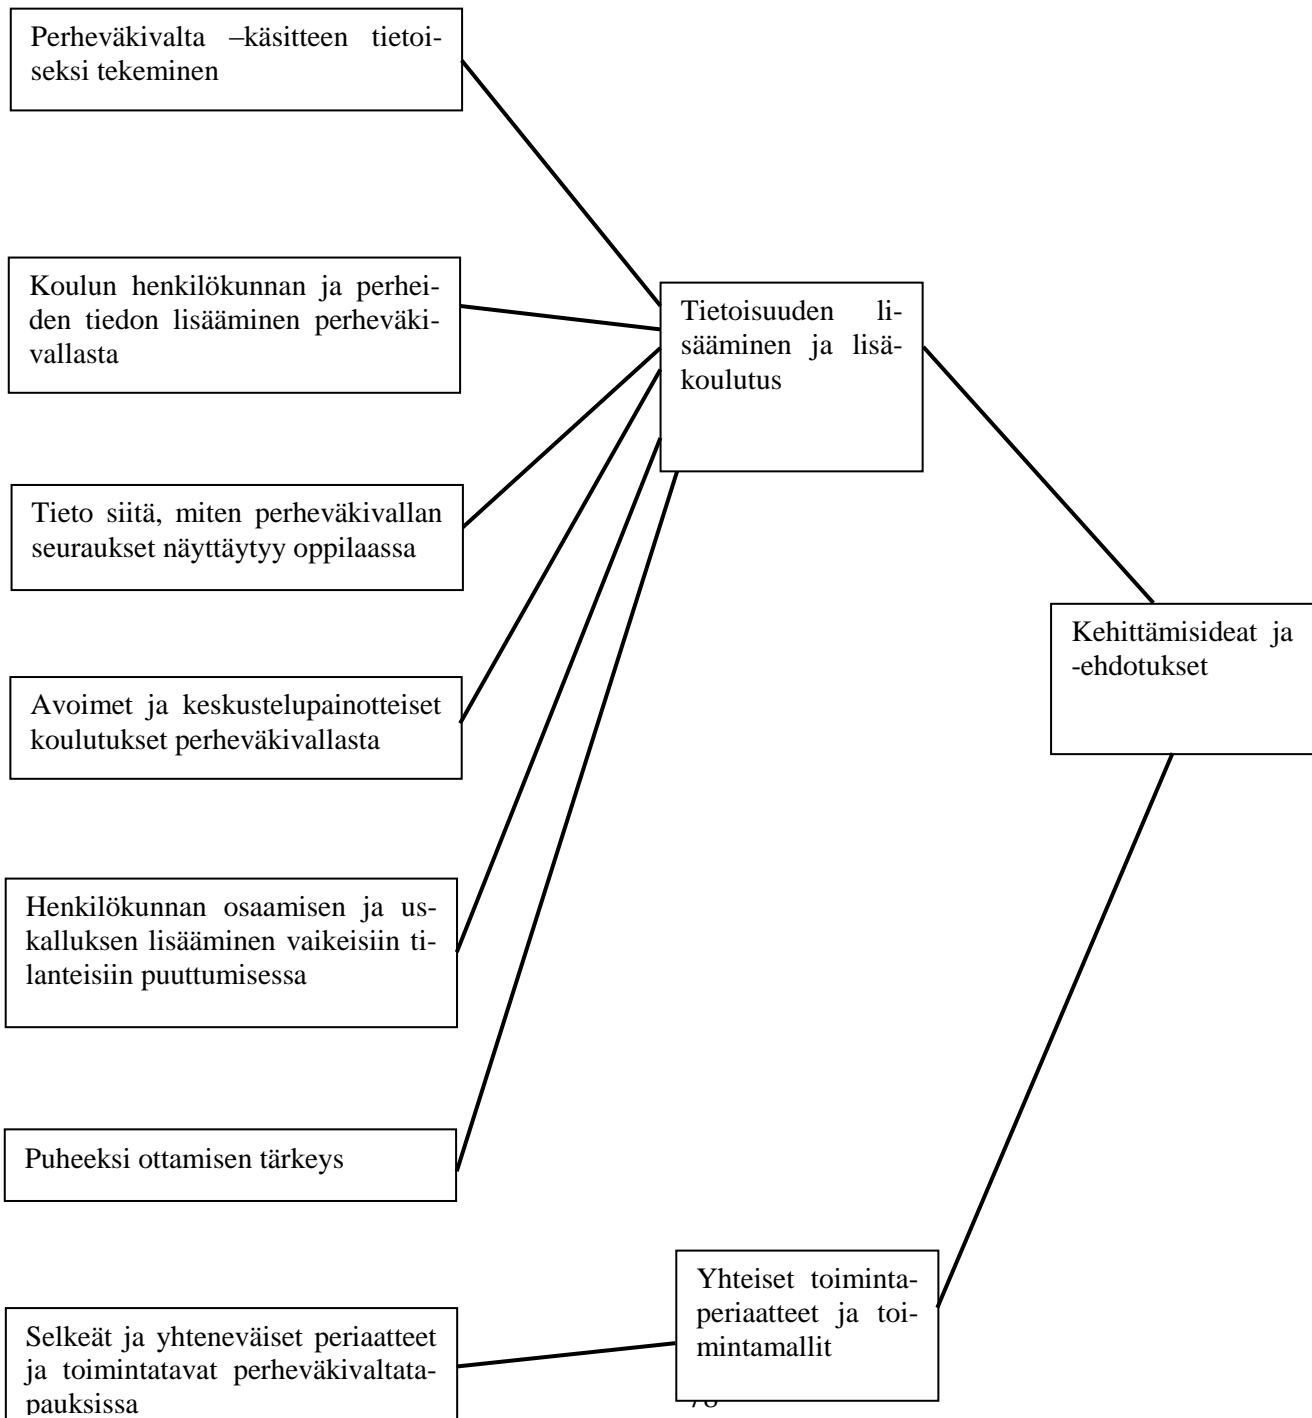 Perheväkivalta –käsitteen tietoi-
seksi tekeminen
Koulun henkilökunnan ja perhei-
den tiedon lisääminen perheväki-
vallasta
Tietoisuuden li-
sääminen ja lisä-
koulutus
Tieto siitä, miten perheväkivallan
seuraukset näyttäytyy oppilaassa
Kehittämisideat ja
-ehdotukset
Avoimet ja keskustelupainotteiset
koulutukset perheväkivallasta
Henkilökunnan osaamisen ja us-
kalluksen lisääminen vaikeisiin ti-
lanteisiin puuttumisessa
Puheeksi ottamisen tärkeys
Yhteiset toiminta-
periaatteet ja toi-
mintamallit
Selkeät ja yhteneväiset periaatteet
ja toimintatavat perheväkivaltata-
pauksissa